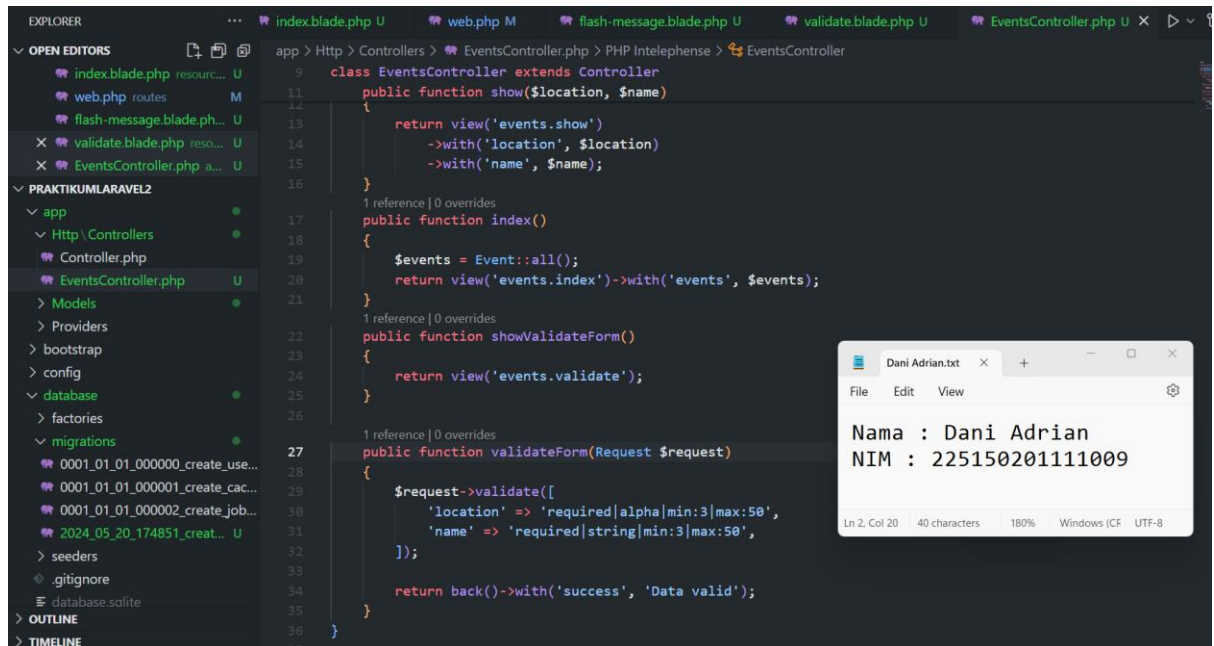 EXPLORER
index.blade.php U
web.php M
flash-message.blade.php U
validate.blade.php U
EventsController.php U
OPEN EDITORS
index.blade.php resourc... U
web.php routes M
flash-message.blade.ph... U
validate.blade.php reso... U
EventsController.php a... U
PRAKTIKUMLARAVEL2
app
Http\Controllers
Controller.php
EventsController.php U
Models
Providers
bootstrap
config
database
factories
migrations
0001_01_01_000000_create_use...
0001_01_01_000001_create_cac...
0001_01_01_000002_create_job...
2024_05_20_174851_creat... U
seeders
.gitignore
database.sqlite
OUTLINE
TIMELINE
app > Http > Controllers > EventsController.php > PHP Intelephense > EventsController
9 class EventsController extends Controller
11 public function show($location, $name)
12 {
13 return view('events.show')
14 ->with('location', $location)
15 ->with('name', $name);
16 }
1 reference | 0 overrides
17 public function index()
18 {
19 $events = Event::all();
20 return view('events.index')->with('events', $events);
21 }
1 reference | 0 overrides
22 public function showValidateForm()
23 {
24 return view('events.validate');
25 }
26
1 reference | 0 overrides
27 public function validateForm(Request $request)
28 {
29 $request->validate([
30 'location' => 'required|alpha|min:3|max:50',
31 'name' => 'required|string|min:3|max:50',
32 ]);
33
34 return back()->with('success', 'Data valid');
35 }
36 }
Dani Adrian.txt
File Edit View
Nama : Dani Adrian
NIM : 225150201111009
Ln 2, Col 20 40 characters 180% Windows (CF UTF-8